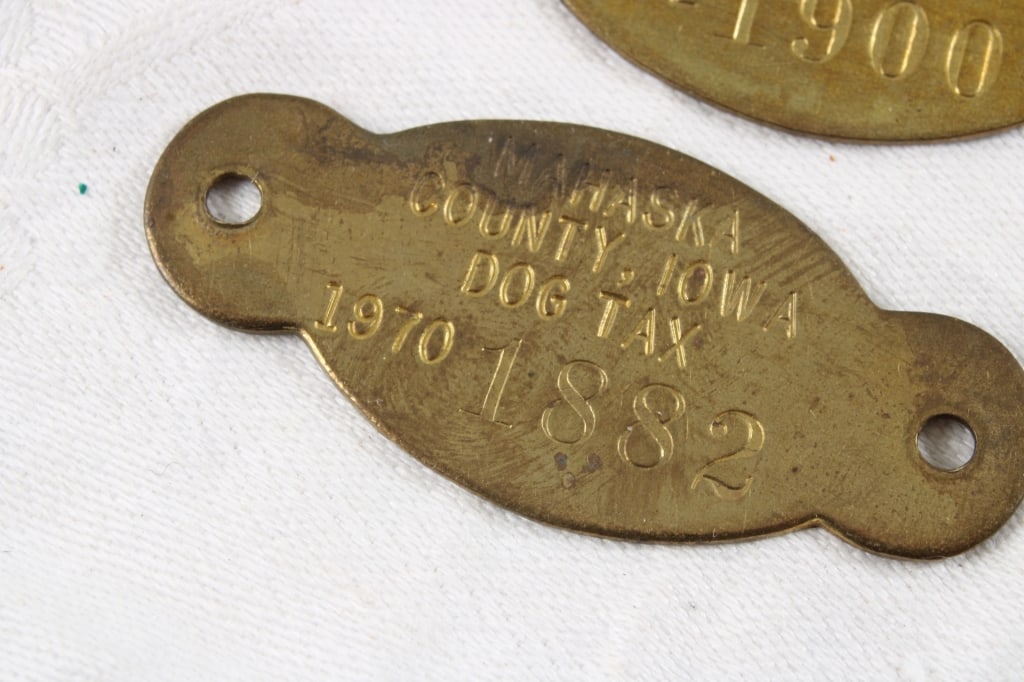 1900
MAHASKA
COUNTY, IOWA
DOG TAX
1970 1882